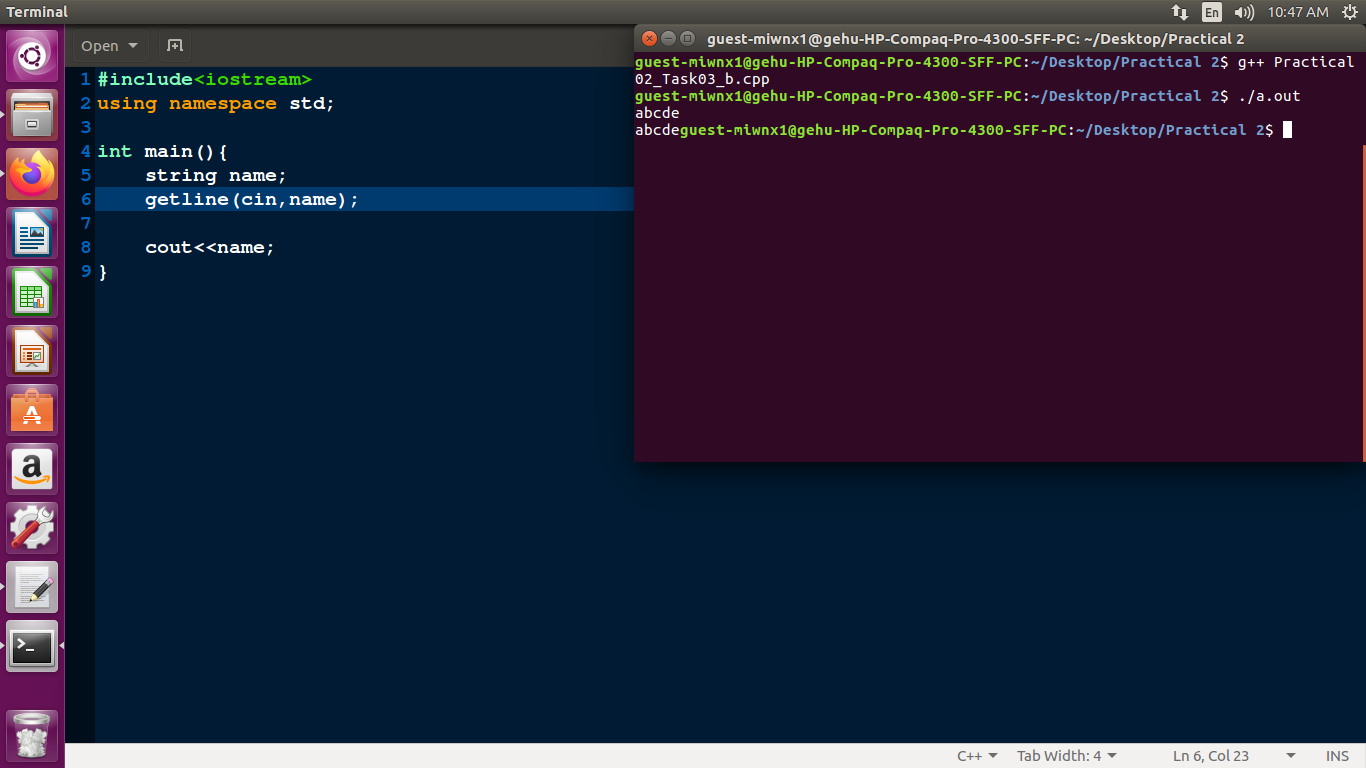 Terminal
En
10:47 AM
Open
1 #include<iostream>
2 using namespace std;
3
4 int main(){
5     string name;
6     getline(cin,name);
7
8     cout<<name;
9 }
guest-miwnx1@gehu-HP-Compaq-Pro-4300-SFF-PC: ~/Desktop/Practical 2
guest-miwnx1@gehu-HP-Compaq-Pro-4300-SFF-PC:~/Desktop/Practical 2$ g++ Practical
02_Task03_b.cpp
guest-miwnx1@gehu-HP-Compaq-Pro-4300-SFF-PC:~/Desktop/Practical 2$ ./a.out
abcde
abcdeguest-miwnx1@gehu-HP-Compaq-Pro-4300-SFF-PC:~/Desktop/Practical 2$
A
a
>_
C++
Tab Width: 4
Ln 6, Col 23
INS